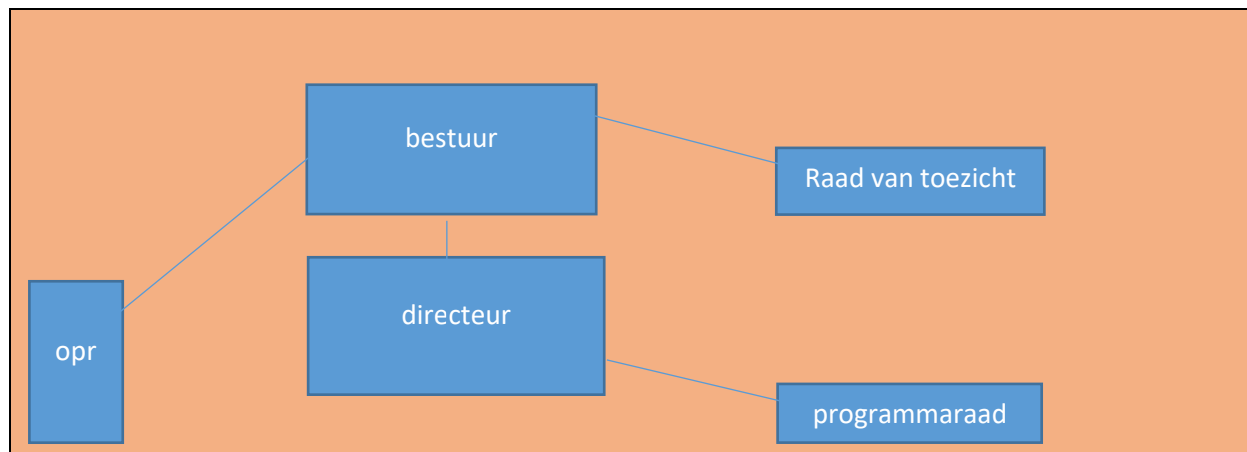 bestuur
Raad van toezicht
directeur
opr
programmaraad